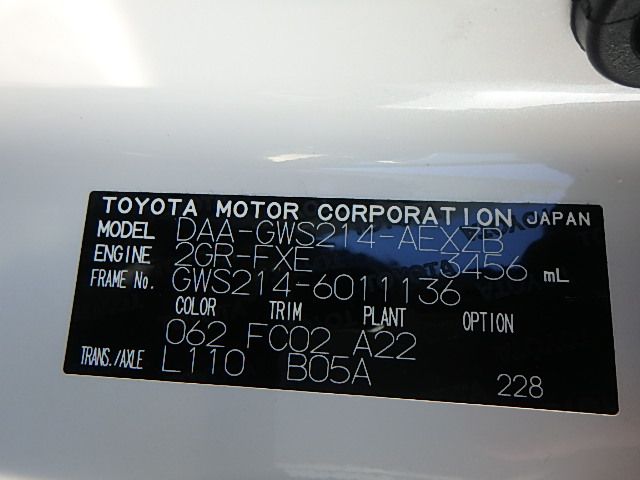 TOYOTA MOTOR CORPORATION JAPAN
MODEL DAA-GWS214-AEXZB
ENGINE 2GR-FXE 3456 mL
FRAME No. GWS214-6011136
COLOR TRIM PLANT OPTION
062 FC02 A22
TRANS./AXLE L110 B05A
228